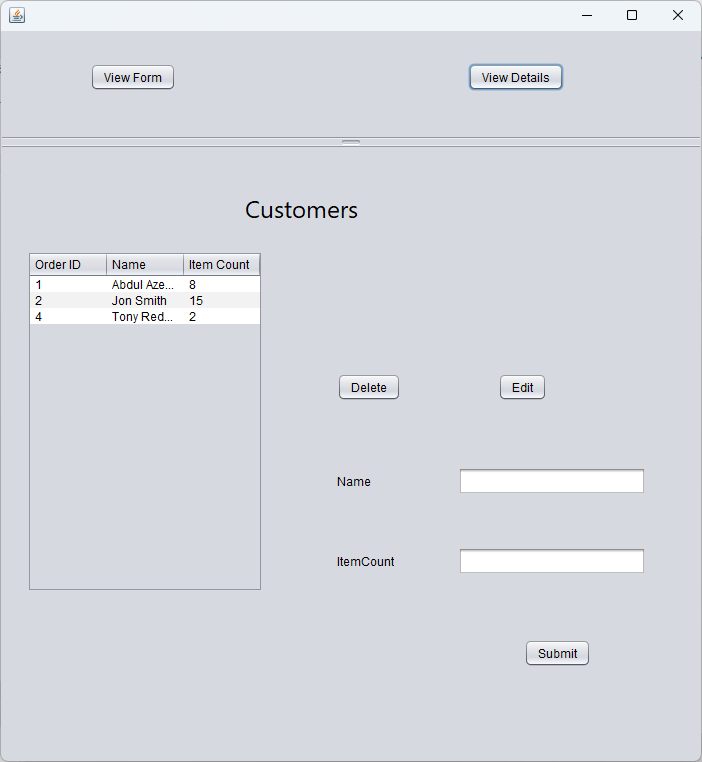 View Form View Details
Customers
Order ID Name Item Count
1 Abdul Aze... 8
2 Jon Smith 15
4 Tony Red... 2
Delete Edit
Name
ItemCount
Submit